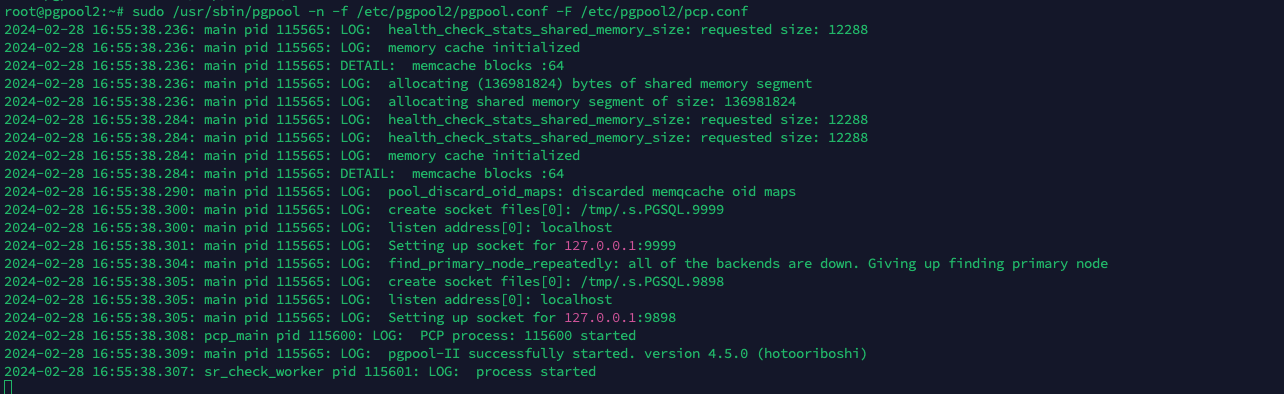 root@pgpool2:~# sudo /usr/sbin/pgpool -n -f /etc/pgpool2/pgpool.conf -F /etc/pgpool2/pcp.conf
2024-02-28 16:55:38.236: main pid 115565: LOG:  health_check_stats_shared_memory_size: requested size: 12288
2024-02-28 16:55:38.236: main pid 115565: LOG:  memory cache initialized
2024-02-28 16:55:38.236: main pid 115565: DETAIL:  memcache blocks :64
2024-02-28 16:55:38.236: main pid 115565: LOG:  allocating (136981824) bytes of shared memory segment
2024-02-28 16:55:38.236: main pid 115565: LOG:  allocating shared memory segment of size: 136981824
2024-02-28 16:55:38.284: main pid 115565: LOG:  health_check_stats_shared_memory_size: requested size: 12288
2024-02-28 16:55:38.284: main pid 115565: LOG:  health_check_stats_shared_memory_size: requested size: 12288
2024-02-28 16:55:38.284: main pid 115565: LOG:  memory cache initialized
2024-02-28 16:55:38.284: main pid 115565: DETAIL:  memcache blocks :64
2024-02-28 16:55:38.290: main pid 115565: LOG:  pool_discard_oid_maps: discarded memqcache oid maps
2024-02-28 16:55:38.300: main pid 115565: LOG:  create socket files[0]: /tmp/.s.PGSQL.9999
2024-02-28 16:55:38.300: main pid 115565: LOG:  listen address[0]: localhost
2024-02-28 16:55:38.301: main pid 115565: LOG:  Setting up socket for 127.0.0.1:9999
2024-02-28 16:55:38.304: main pid 115565: LOG:  find_primary_node_repeatedly: all of the backends are down. Giving up finding primary node
2024-02-28 16:55:38.305: main pid 115565: LOG:  create socket files[0]: /tmp/.s.PGSQL.9898
2024-02-28 16:55:38.305: main pid 115565: LOG:  listen address[0]: localhost
2024-02-28 16:55:38.305: main pid 115565: LOG:  Setting up socket for 127.0.0.1:9898
2024-02-28 16:55:38.308: pcp_main pid 115600: LOG:  PCP process: 115600 started
2024-02-28 16:55:38.309: main pid 115565: LOG:  pgpool-II successfully started. version 4.5.0 (hotooriboshi)
2024-02-28 16:55:38.307: sr_check_worker pid 115601: LOG:  process started